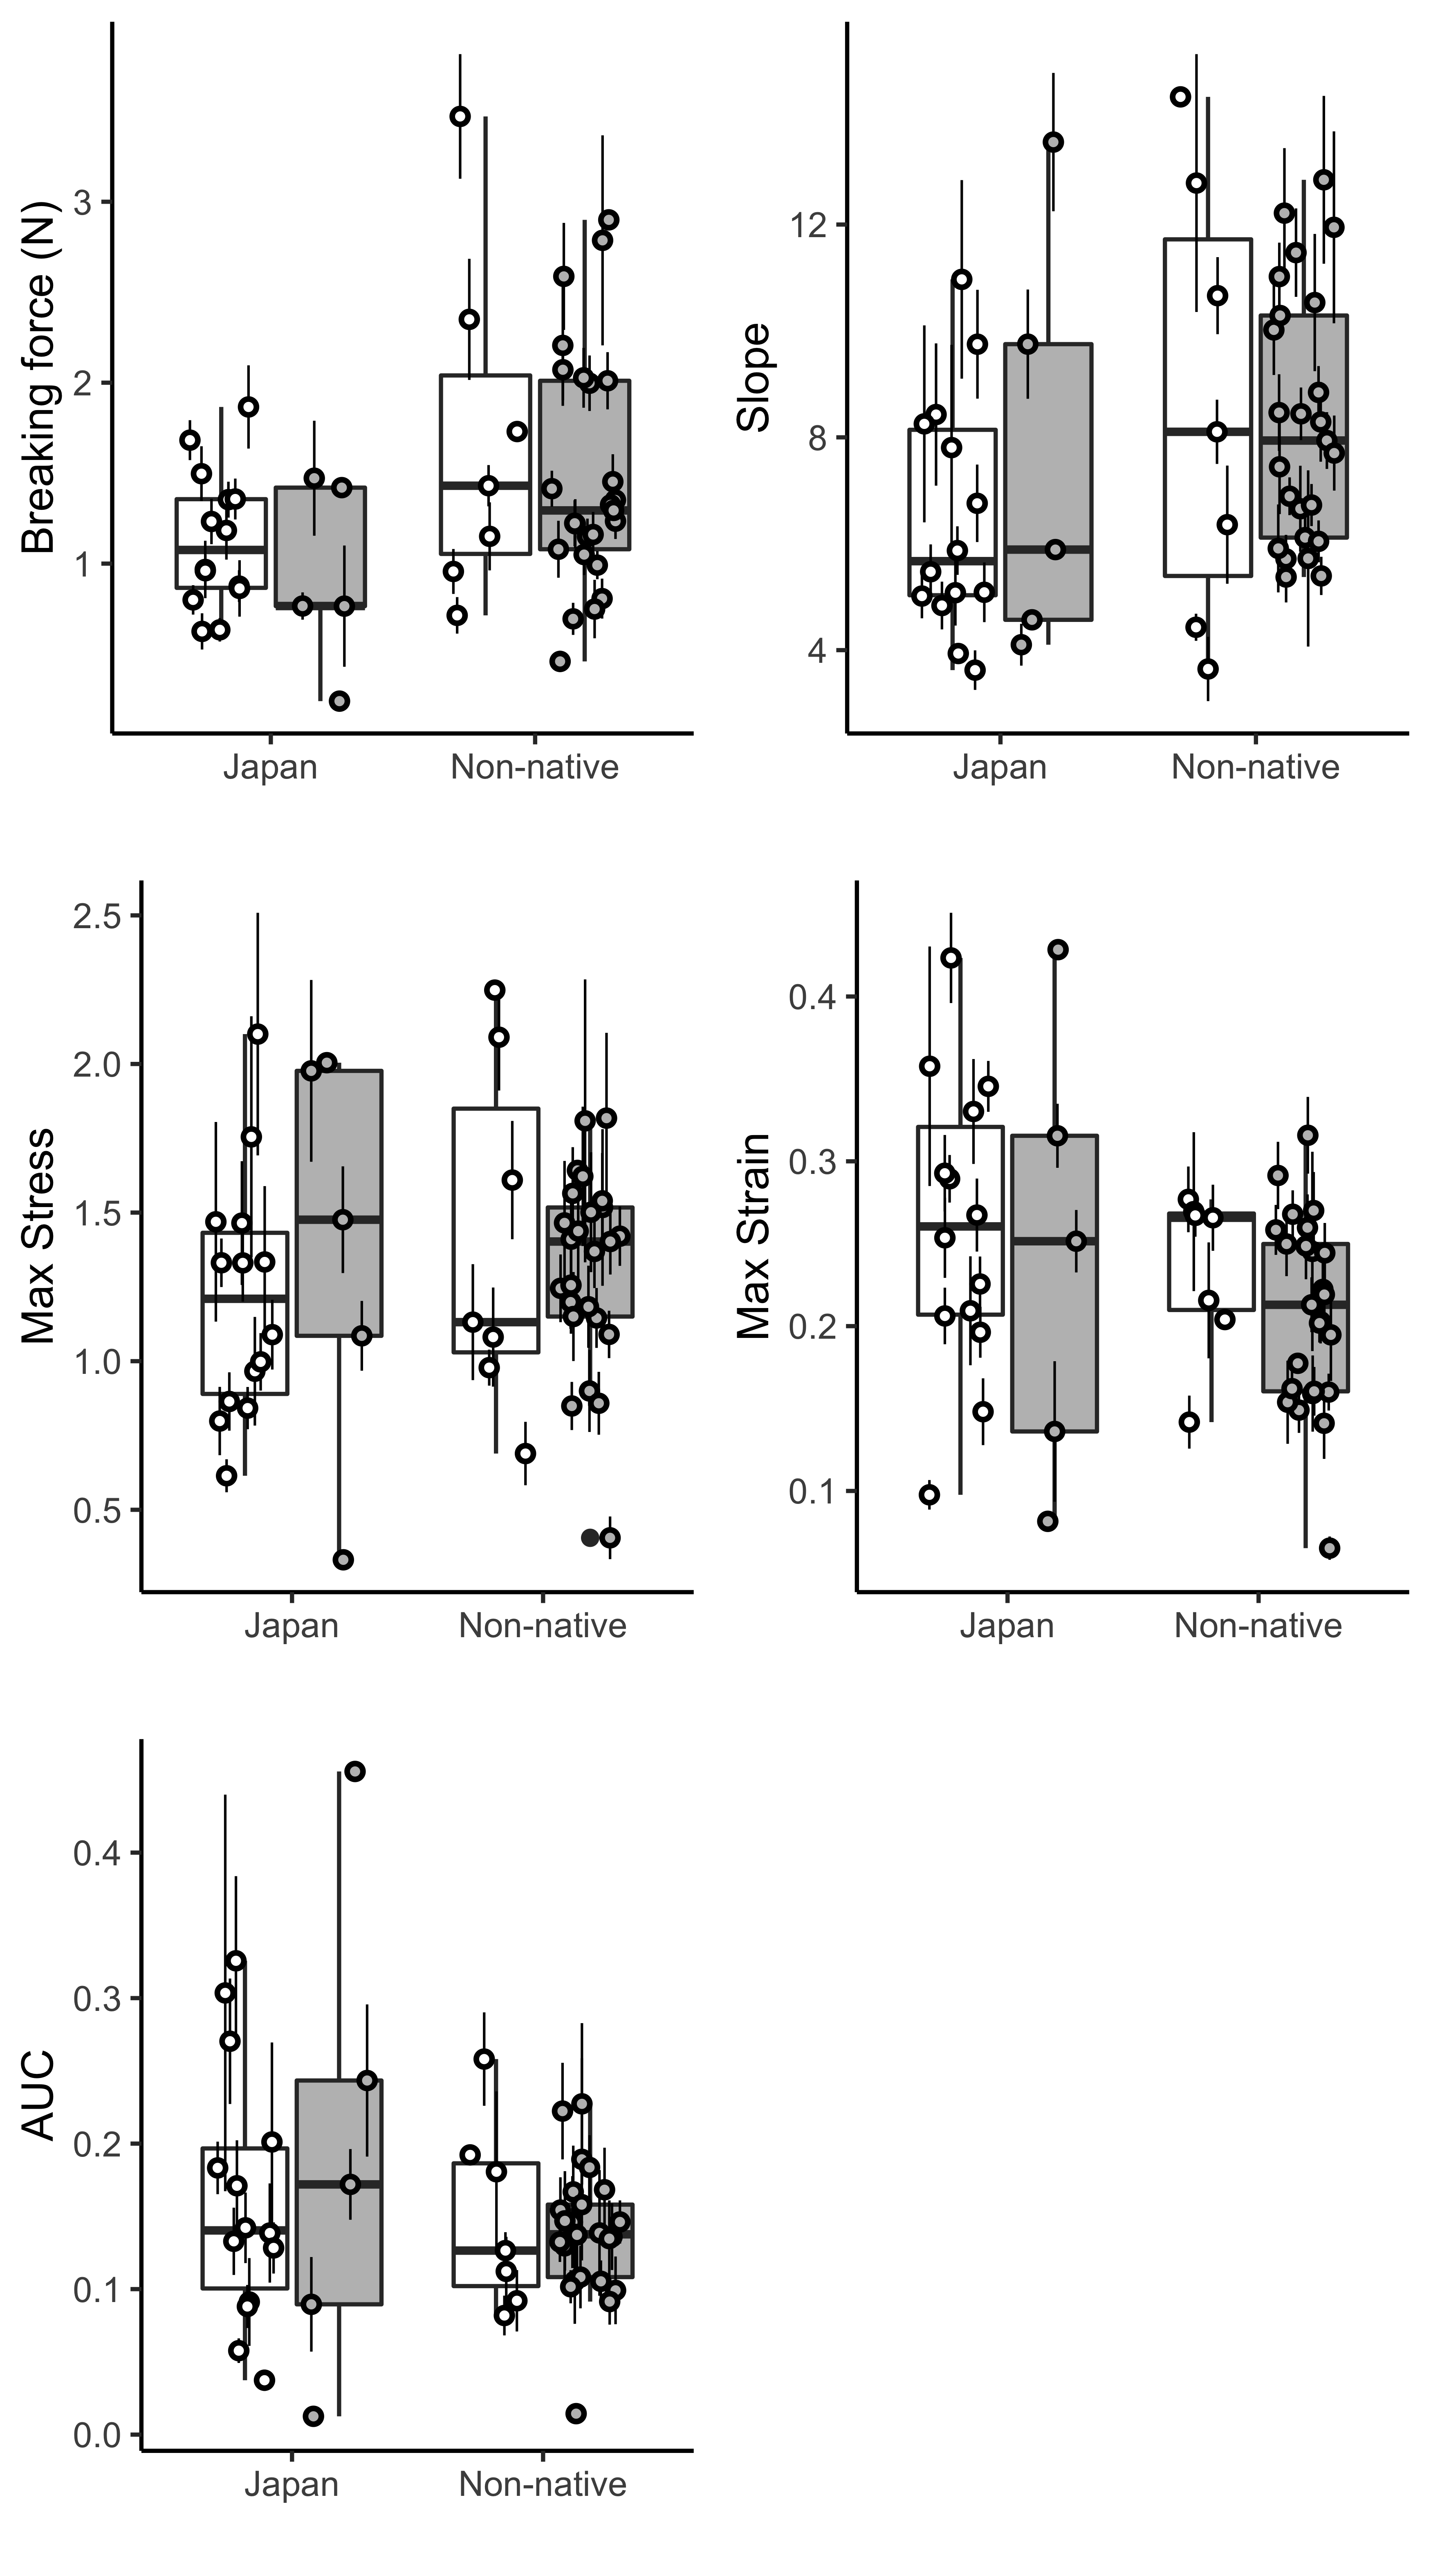 Breaking force (N)
3
2
1
Japan
Non-native
Slope
12
8
4
Japan
Non-native
Max Stress
2.5
2.0
1.5
1.0
0.5
Japan
Non-native
Max Strain
0.4
0.3
0.2
0.1
Japan
Non-native
AUC
0.4
0.3
0.2
0.1
0.0
Japan
Non-native